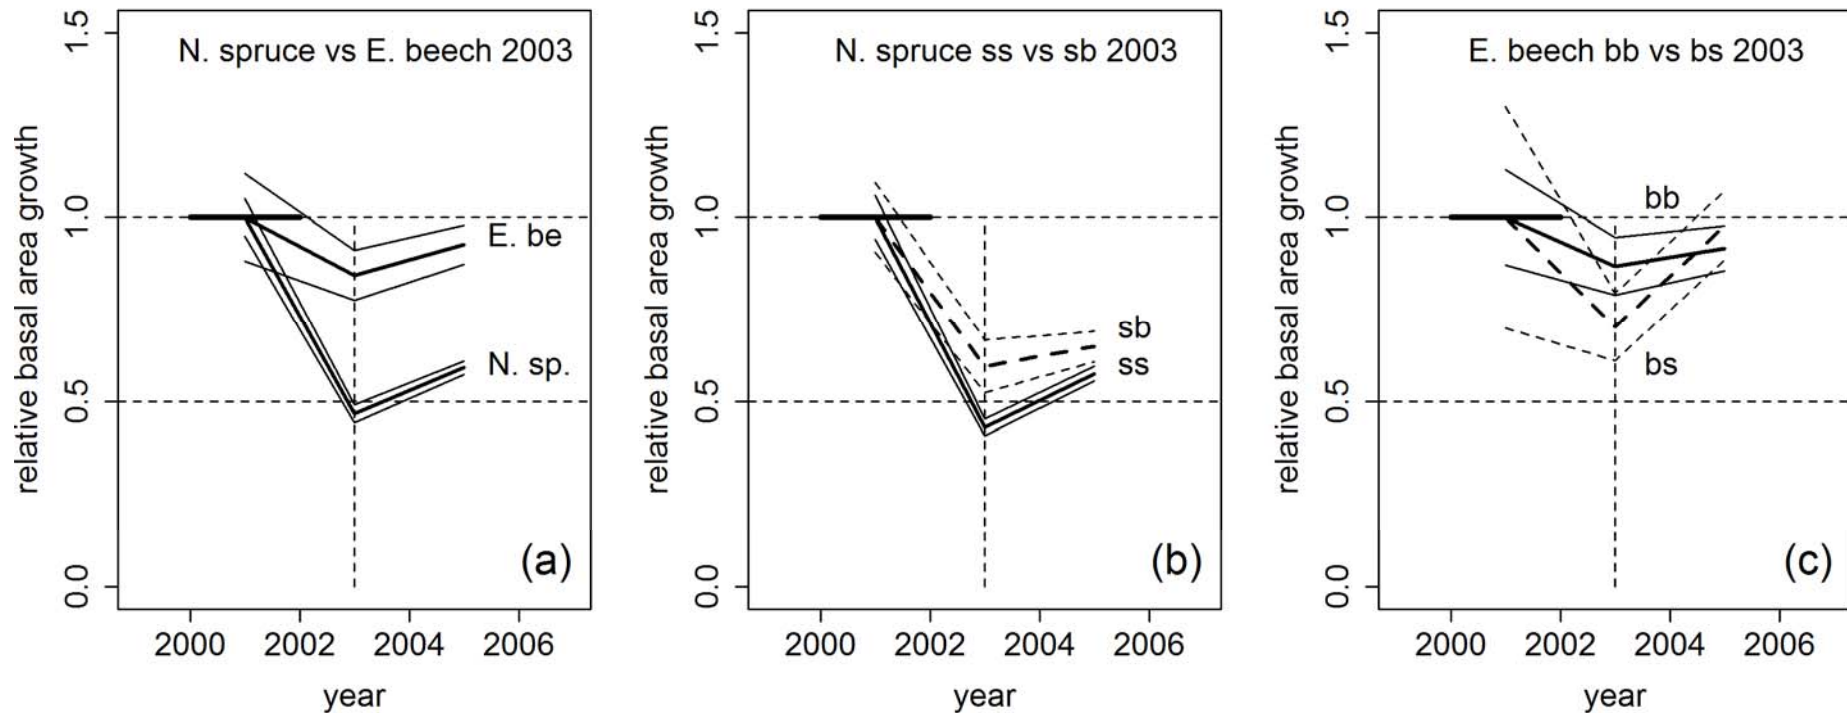 N. spruce vs E. beech 2003
relative basal area growth
1.5
1.0
0.5
0.0
E. be
N. sp.
(a)
2000 2002 2004 2006
year
N. spruce ss vs sb 2003
relative basal area growth
1.5
1.0
0.5
0.0
sb
ss
(b)
2000 2002 2004 2006
year
E. beech bb vs bs 2003
relative basal area growth
1.5
1.0
0.5
0.0
bb
bs
(c)
2000 2002 2004 2006
year